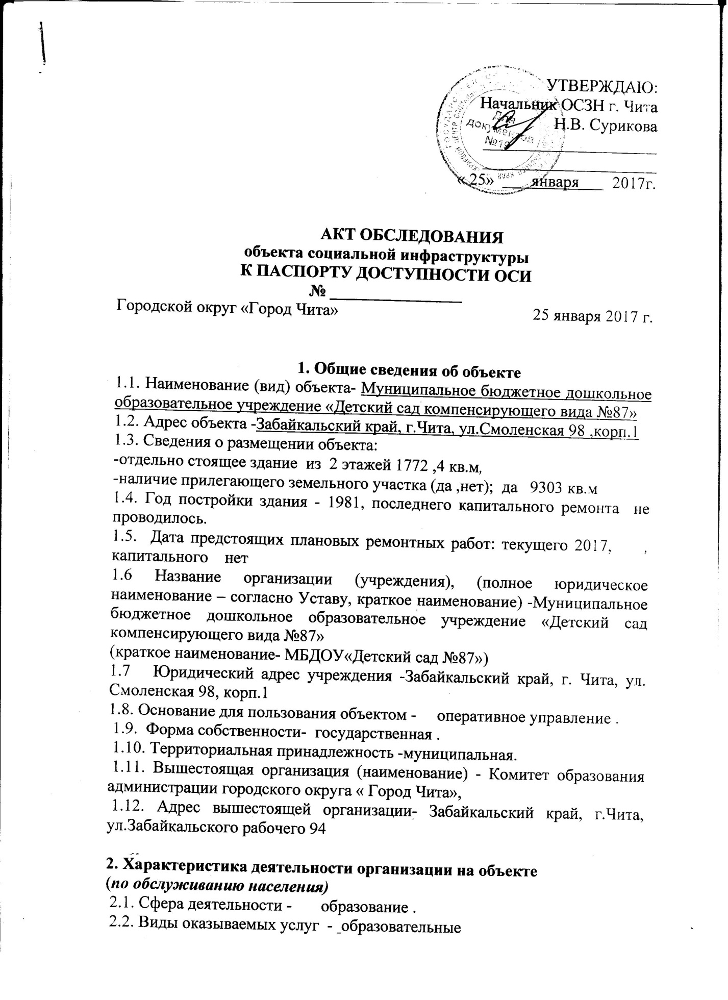 УТВЕРЖДАЮ:
Начальник ОСЗН г. Чита
Н.В. Сурикова
Для
документов
№19
« 25» января 2017г.
АКТ ОБСЛЕДОВАНИЯ
объекта социальной инфраструктуры
К ПАСПОРТУ ДОСТУПНОСТИ ОСИ
№ ________________
Городской округ «Город Чита» 25 января 2017 г.
1. Общие сведения об объекте
1.1. Наименование (вид) объекта- Муниципальное бюджетное дошкольное
образовательное учреждение «Детский сад компенсирующего вида №87»
1.2. Адрес объекта -Забайкальский край, г.Чита, ул.Смоленская 98 ,корп.1
1.3. Сведения о размещении объекта:
-отдельно стоящее здание из 2 этажей 1772 ,4 кв.м,
-наличие прилегающего земельного участка (да ,нет); да 9303 кв.м
1.4. Год постройки здания - 1981, последнего капитального ремонта не
проводилось.
1.5. Дата предстоящих плановых ремонтных работ: текущего 2017, ,
капитального нет
1.6 Название организации (учреждения), (полное юридическое
наименование – согласно Уставу, краткое наименование) -Муниципальное
бюджетное дошкольное образовательное учреждение «Детский сад
компенсирующего вида №87»
(краткое наименование- МБДОУ«Детский сад №87»)
1.7 Юридический адрес учреждения -Забайкальский край, г. Чита, ул.
Смоленская 98, корп.1
1.8. Основание для пользования объектом - оперативное управление .
1.9. Форма собственности- государственная .
1.10. Территориальная принадлежность -муниципальная.
1.11. Вышестоящая организация (наименование) - Комитет образования
администрации городского округа « Город Чита»,
1.12. Адрес вышестоящей организации- Забайкальский край, г.Чита,
ул.Забайкальского рабочего 94
2. Характеристика деятельности организации на объекте
(по обслуживанию населения)
2.1. Сфера деятельности - образование .
2.2. Виды оказываемых услуг - _образовательные